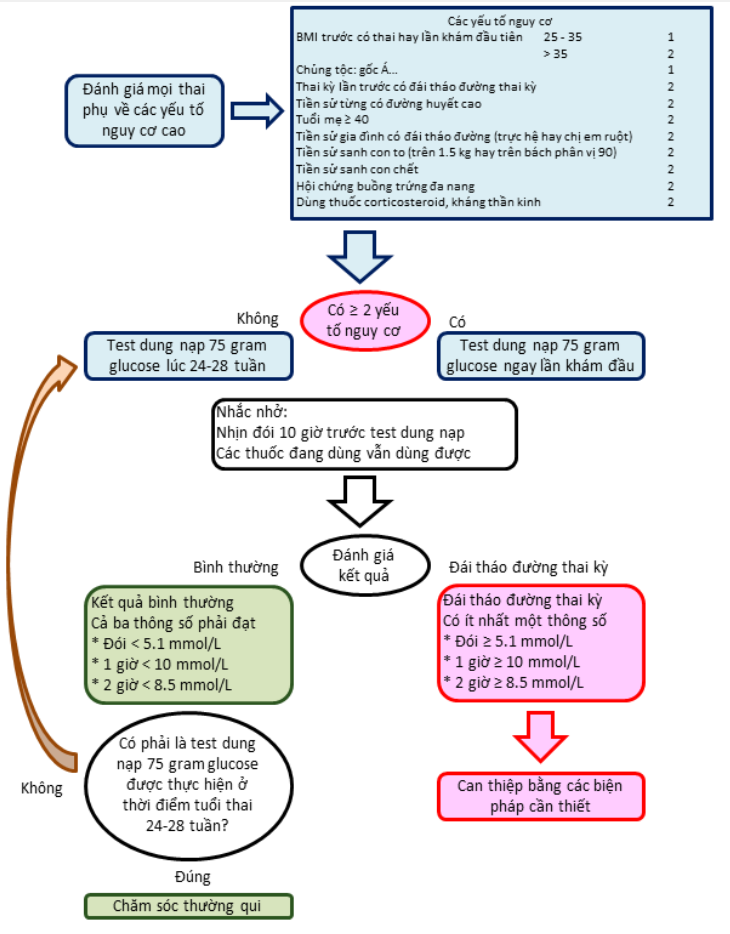 Các yếu tố nguy cơ
BMI trước có thai hay lần khám đầu tiên 25 - 35 1
> 35 2
Chủng tộc: gốc Á... 1
Thai kỳ lần trước có đái tháo đường thai kỳ 2
Tiền sử từng có đường huyết cao 2
Tuổi mẹ ≥ 40 2
Tiền sử gia đình có đái tháo đường (trực hệ hay chị em ruột) 2
Tiền sử sanh con to (trên 1.5 kg hay trên bách phân vị 90) 2
Tiền sử sanh con chết 2
Hội chứng buồng trứng đa nang 2
Dùng thuốc corticosteroid, kháng thần kinh 2
Đánh giá mọi thai
phụ về các yếu tố
nguy cơ cao
Có ≥ 2 yếu
tố nguy cơ
Không
Có
Test dung nạp 75 gram
glucose lúc 24-28 tuần
Test dung nạp 75 gram
glucose ngay lần khám đầu
Nhắc nhở:
Nhịn đói 10 giờ trước test dung nạp
Các thuốc đang dùng vẫn dùng được
Đánh giá
kết quả
Bình thường
Đái tháo đường thai kỳ
Kết quả bình thường
Cả ba thông số phải đạt
* Đói < 5.1 mmol/L
* 1 giờ < 10 mmol/L
* 2 giờ < 8.5 mmol/L
Đái tháo đường thai kỳ
Có ít nhất một thông số
* Đói ≥ 5.1 mmol/L
* 1 giờ ≥ 10 mmol/L
* 2 giờ ≥ 8.5 mmol/L
Có phải là test dung
nạp 75 gram glucose
được thực hiện ở
thời điểm tuổi thai
24-28 tuần?
Không
Can thiệp bằng các biện
pháp cần thiết
Đúng
Chăm sóc thường qui